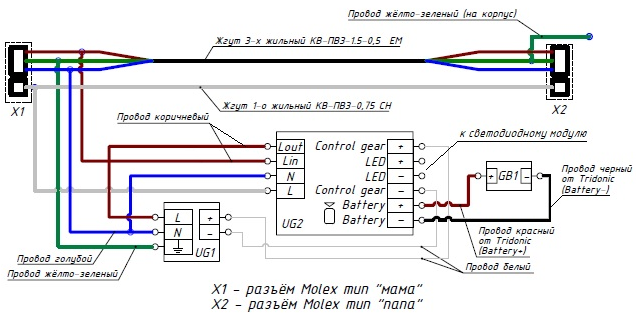 Провод жёлто-зеленый (на корпус)
Жгут 3-х жильный КВ-ПВЗ-1.5-0,5 ЕМ
X1
X2
Жгут 1-о жильный КВ-ПВЗ-0,75 СН
Провод коричневый
к светодиодному модулю
Lout
Control gear
+
Lin
LED
+
N
LED
−
L
Control gear
−
Battery
+
UG2
Battery
−
+ GB1 −
Провод черный
от Tridonic
(Battery-)
L
+
N
−
UG1
Провод красный
от Tridonic
(Battery+)
Провод голубой
Провод жёлто-зеленый
Провод белый
X1 - разъём Molex тип "мама"
X2 - разъём Molex тип "папа"